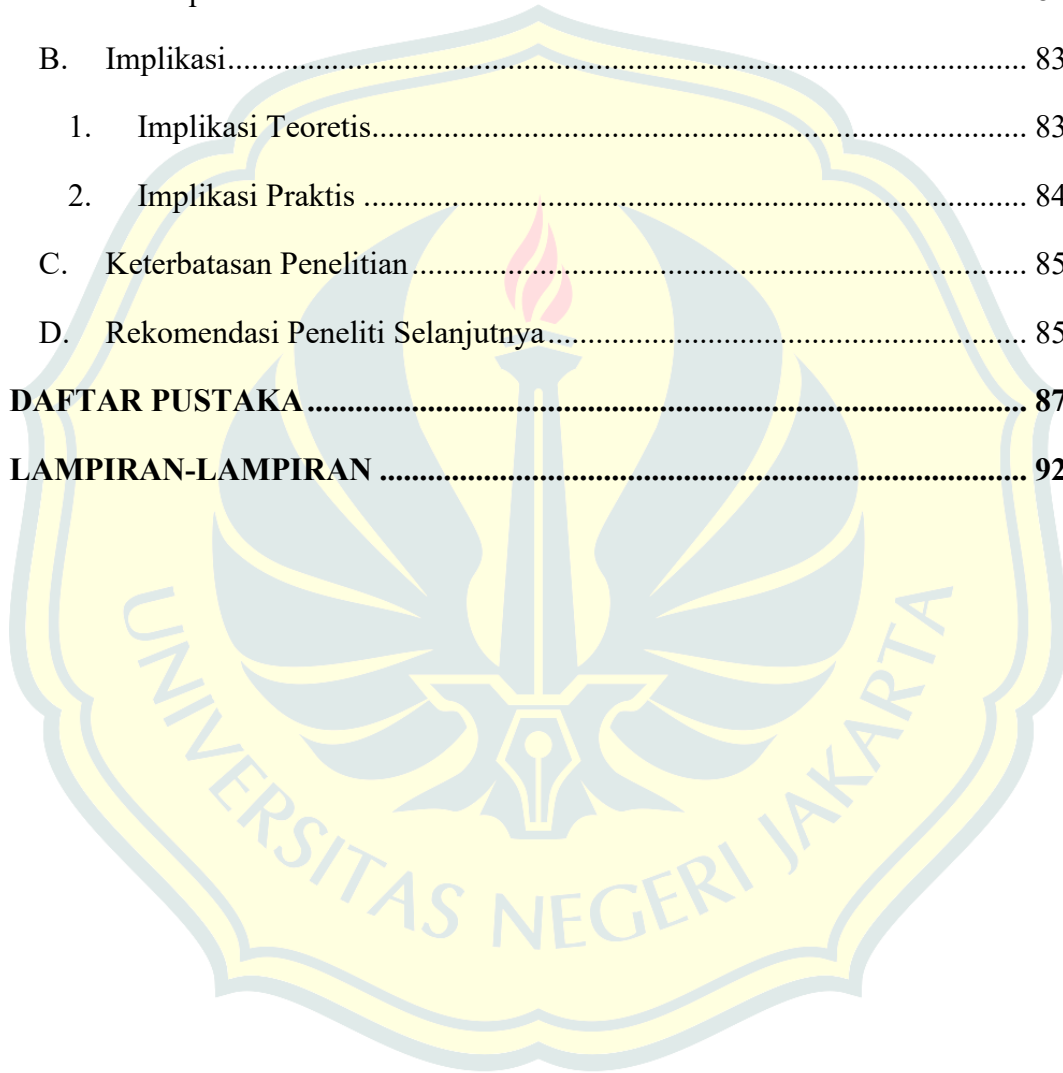 B. Implikasi........................................................................................ 83
1. Implikasi Teoretis........................................................................ 83
2. Implikasi Praktis ......................................................................... 84
C. Keterbatasan Penelitian................................................................ 85
D. Rekomendasi Peneliti Selanjutnya............................................... 85
DAFTAR PUSTAKA........................................................................... 87
LAMPIRAN-LAMPIRAN .................................................................... 92
UNIVERSITAS NEGERI JAKARTA